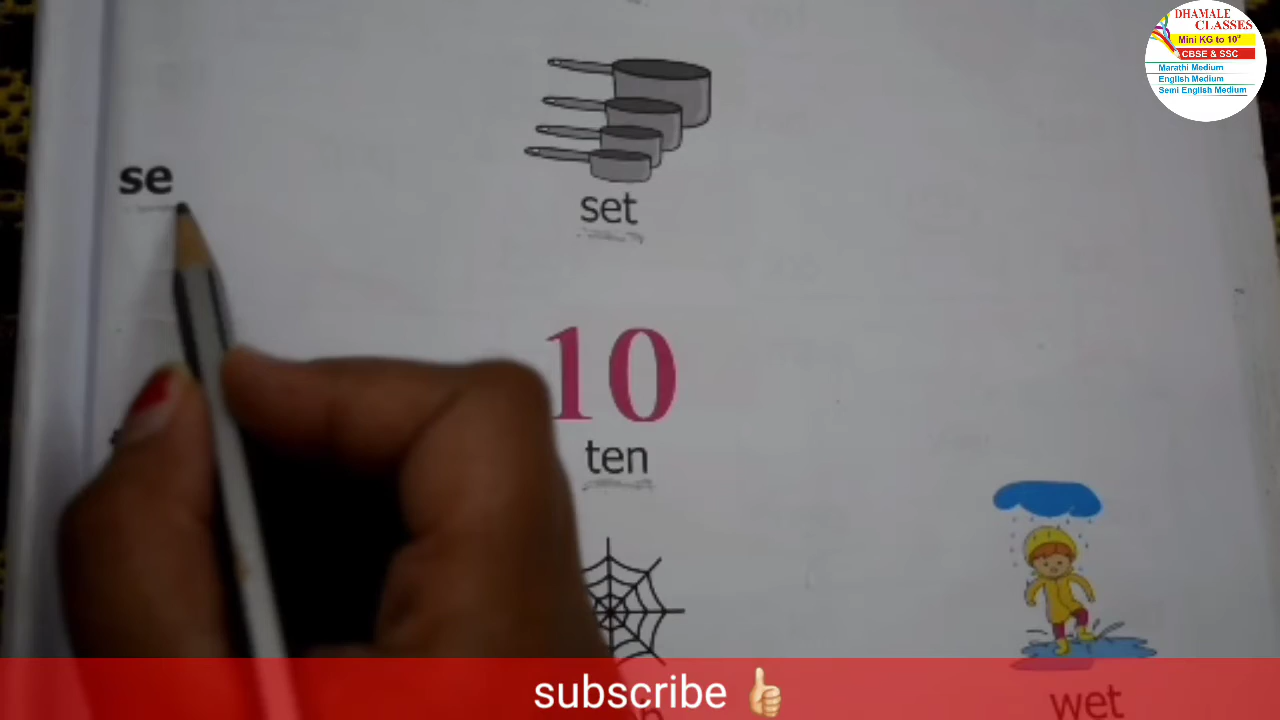 DHAMALE
CLASSES
Mini KG to 10th
CBSE & SSC
Marathi Medium
English Medium
Semi English Medium
se
set
10
ten
subscribe
wet